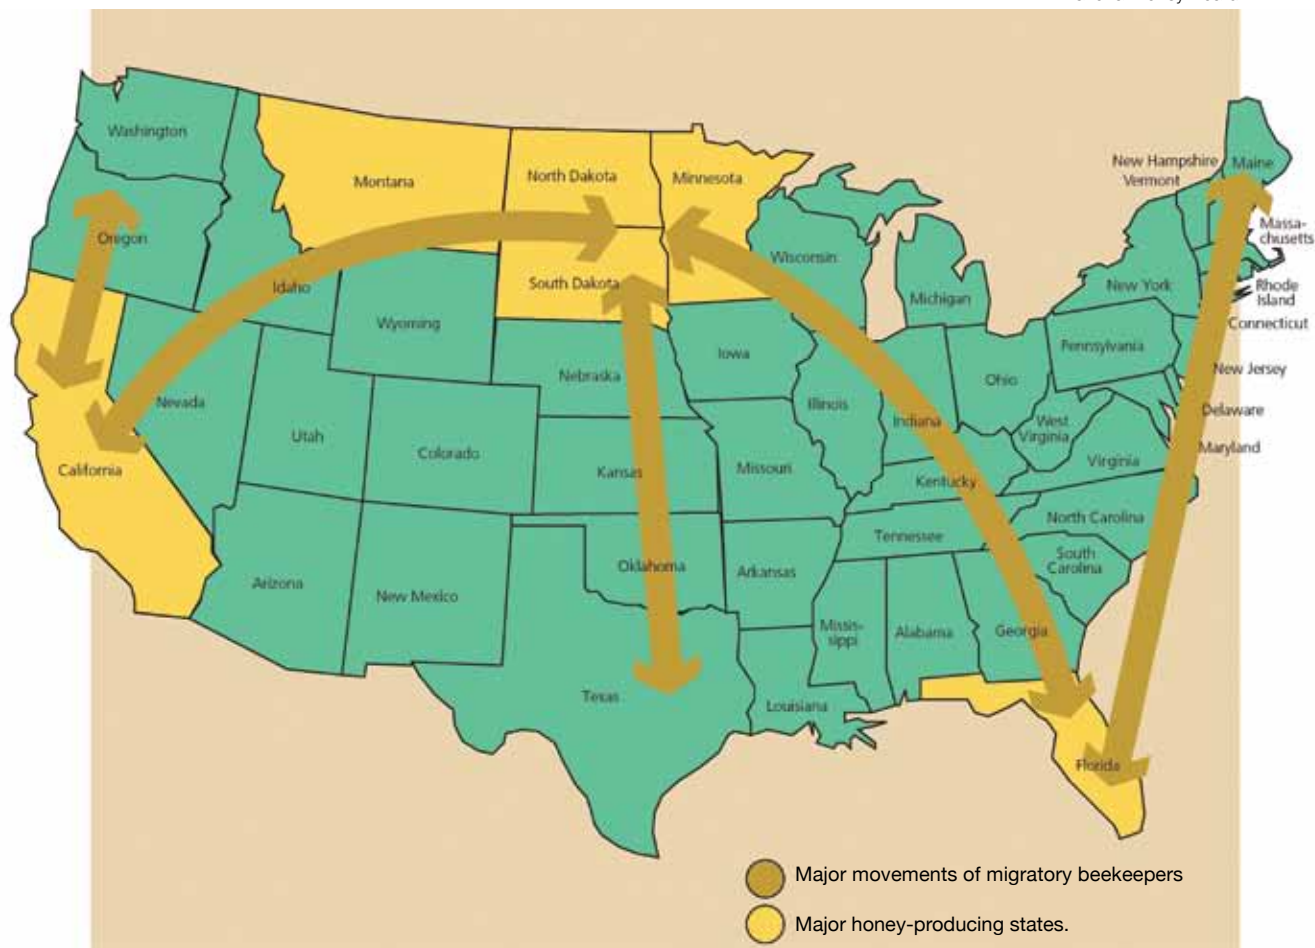 Washington
Montana
North Dakota
Minnesota
New Hampshire
Vermont
Maine
Oregon
Massa-
chusetts
Idaho
South Dakota
Wisconsin
Michigan
New York
Rhode
Island
Wyoming
Connecticut
Iowa
Pennsylvania
Nebraska
Ohio
New Jersey
Nevada
Illinois
Indiana
West
Virginia
Delaware
Utah
Colorado
Maryland
California
Kansas
Missouri
Kentucky
Virginia
North Carolina
Tennessee
South
Carolina
Arizona
New Mexico
Oklahoma
Arkansas
Missis-
sippi
Alabama
Georgia
Texas
Louisiana
Florida
Major movements of migratory beekeepers
Major honey-producing states.